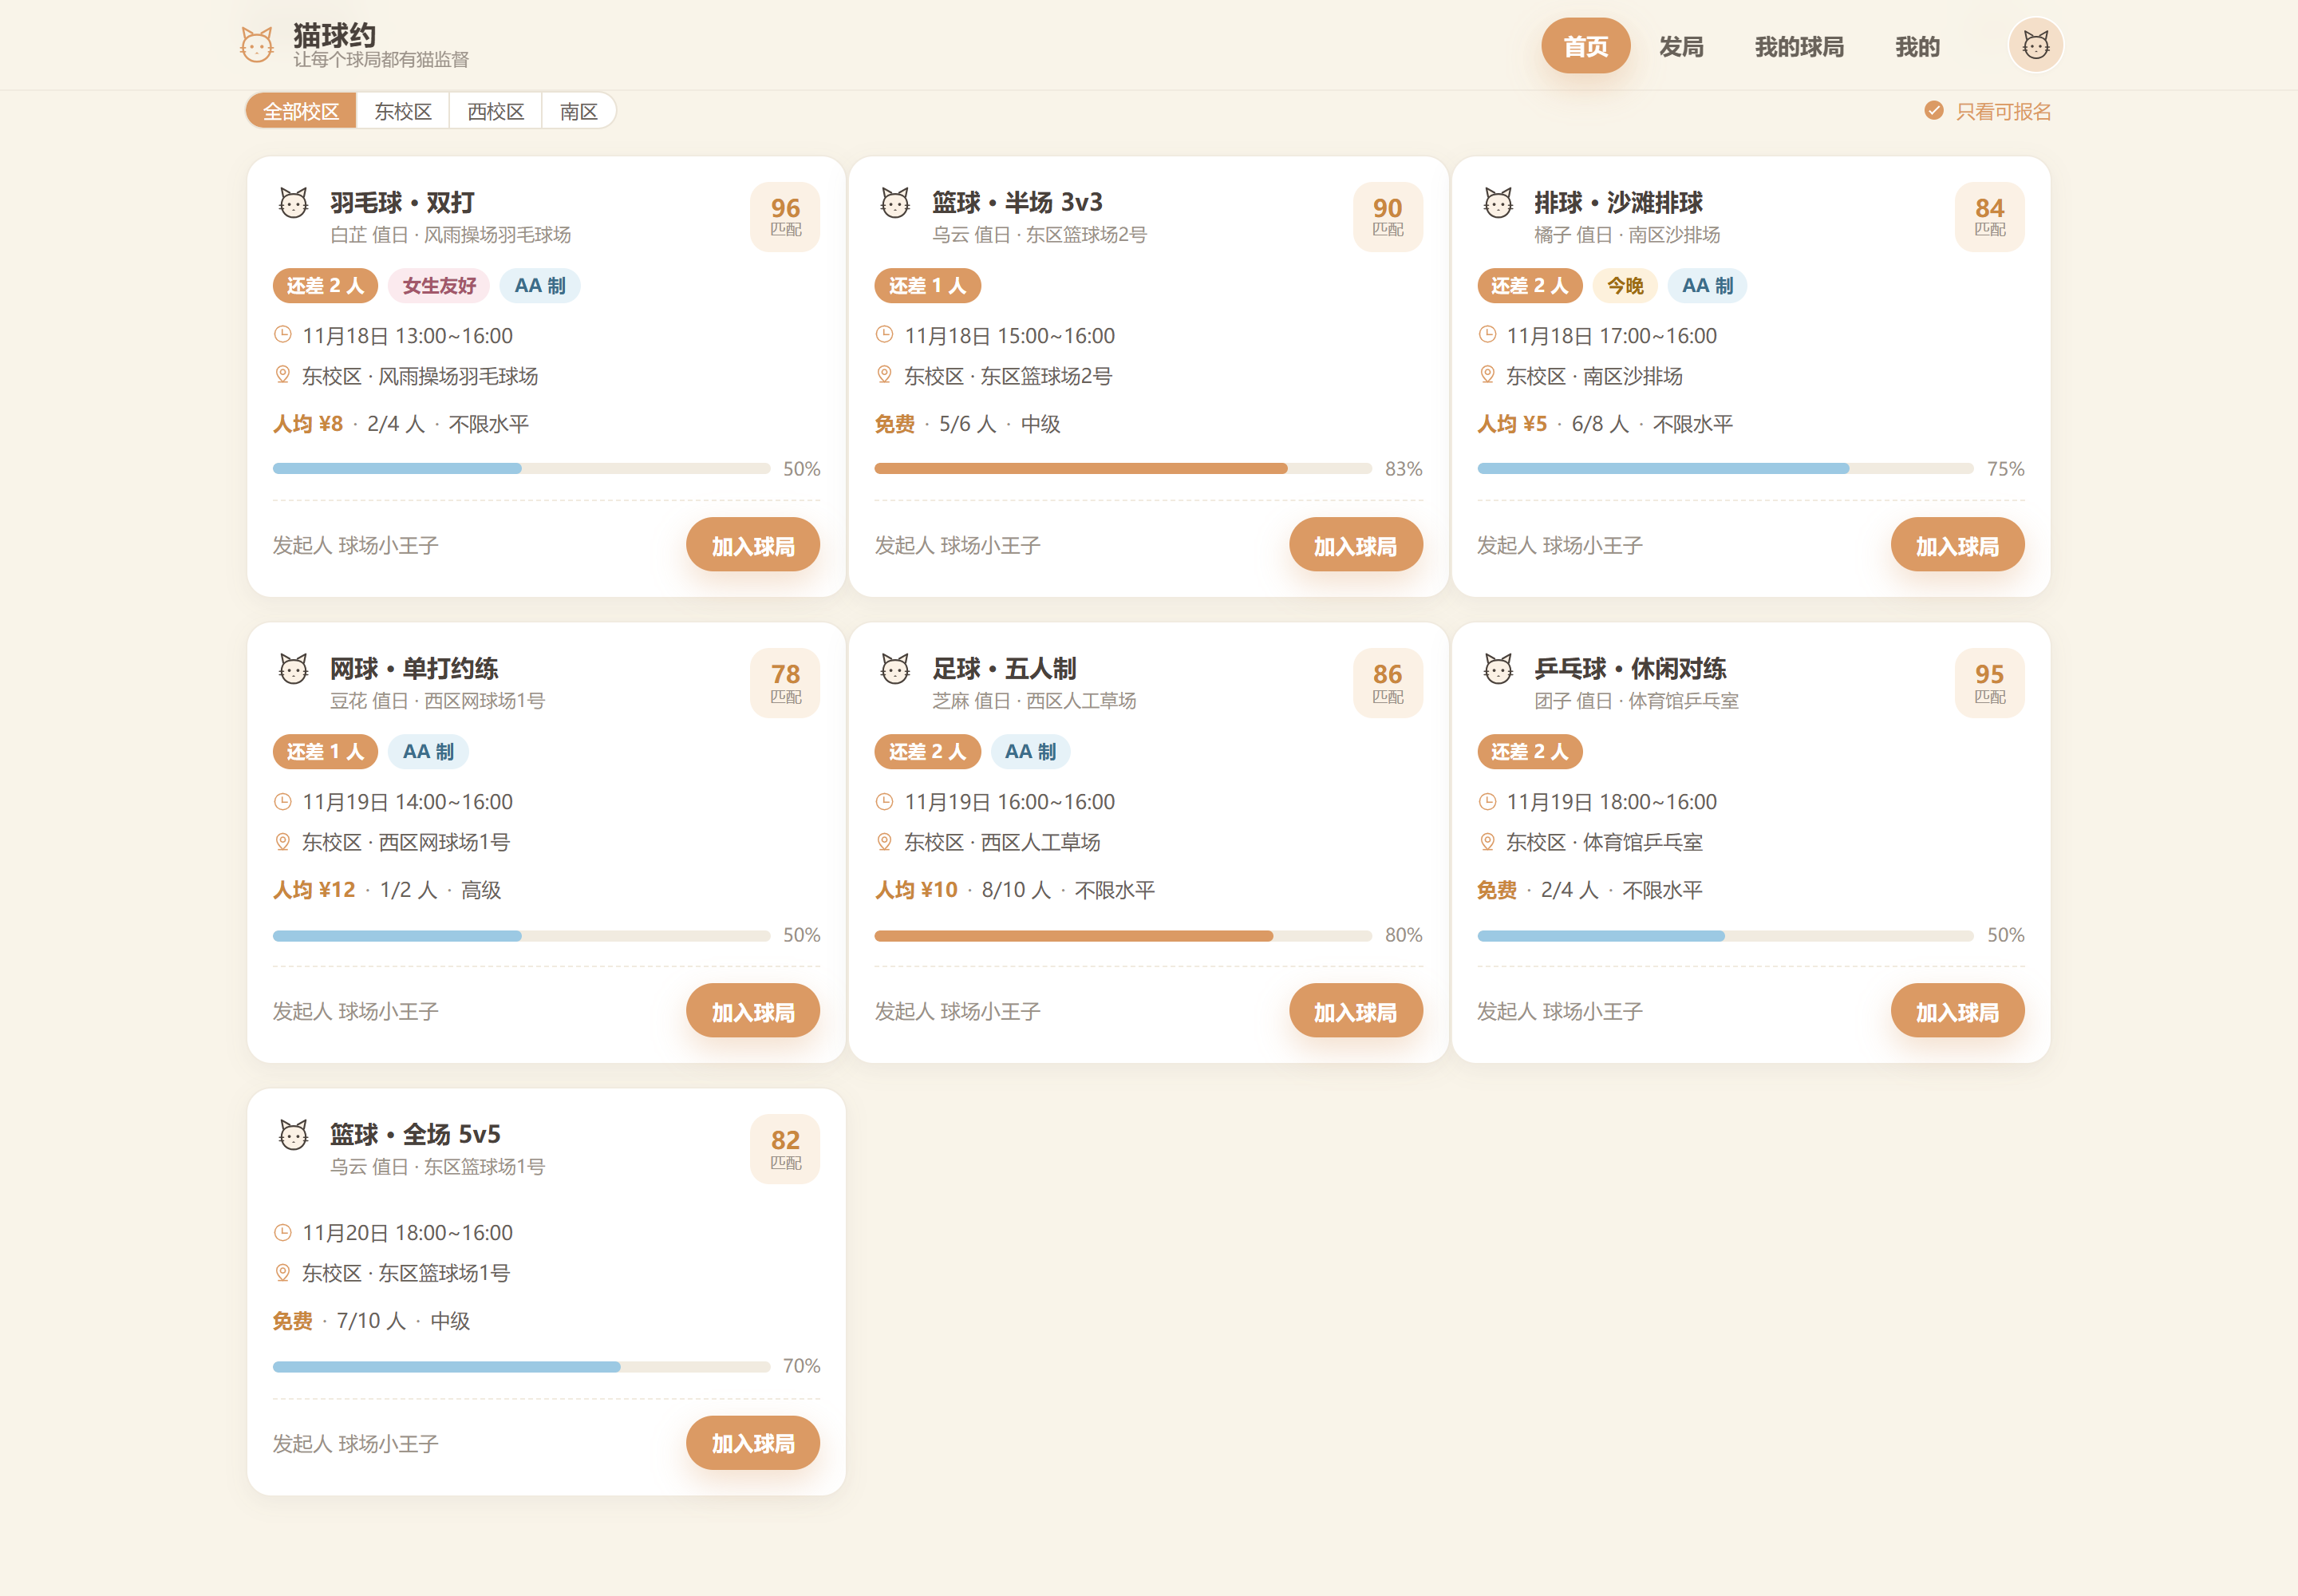 猫球约
让每个球局都有猫监督
首页 发局 我的球局 我的
全部校区 东校区 西校区 南区
只看可报名
羽毛球 • 双打
白芷 值日 · 风雨操场羽毛球场
96
匹配
还差 2 人 女生友好 AA 制
11月18日 13:00~16:00
东校区 · 风雨操场羽毛球场
人均 ¥8 · 2/4 人 · 不限水平
50%
发起人 球场小王子
加入球局
篮球 • 半场 3v3
乌云 值日 · 东区篮球场2号
90
匹配
还差 1 人
11月18日 15:00~16:00
东校区 · 东区篮球场2号
免费 · 5/6 人 · 中级
83%
发起人 球场小王子
加入球局
排球 • 沙滩排球
橘子 值日 · 南区沙排场
84
匹配
还差 2 人 今晚 AA 制
11月18日 17:00~16:00
东校区 · 南区沙排场
人均 ¥5 · 6/8 人 · 不限水平
75%
发起人 球场小王子
加入球局
网球 • 单打约练
豆花 值日 · 西区网球场1号
78
匹配
还差 1 人 AA 制
11月19日 14:00~16:00
东校区 · 西区网球场1号
人均 ¥12 · 1/2 人 · 高级
50%
发起人 球场小王子
加入球局
足球 • 五人制
芝麻 值日 · 西区人工草场
86
匹配
还差 2 人 AA 制
11月19日 16:00~16:00
东校区 · 西区人工草场
人均 ¥10 · 8/10 人 · 不限水平
80%
发起人 球场小王子
加入球局
乒乓球 • 休闲对练
团子 值日 · 体育馆乒乓室
95
匹配
还差 2 人
11月19日 18:00~16:00
东校区 · 体育馆乒乓室
免费 · 2/4 人 · 不限水平
50%
发起人 球场小王子
加入球局
篮球 • 全场 5v5
乌云 值日 · 东区篮球场1号
82
匹配
11月20日 18:00~16:00
东校区 · 东区篮球场1号
免费 · 7/10 人 · 中级
70%
发起人 球场小王子
加入球局